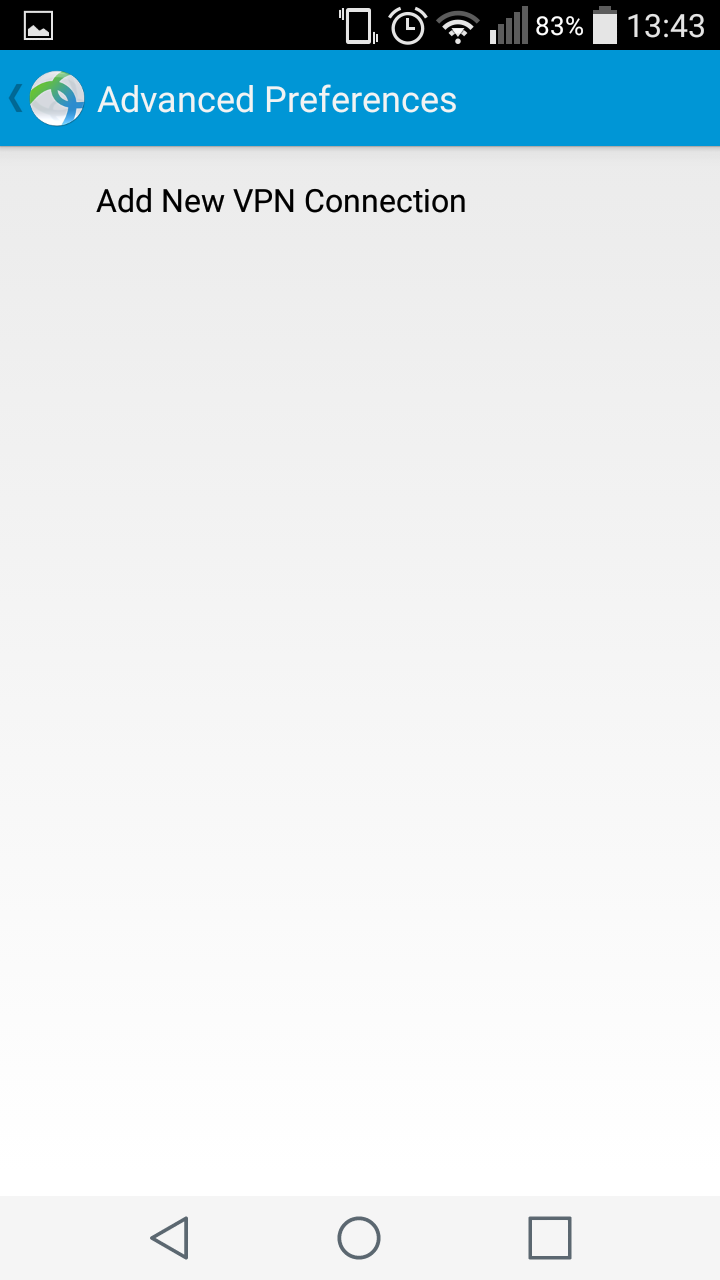 83% 13:43
Advanced Preferences
Add New VPN Connection